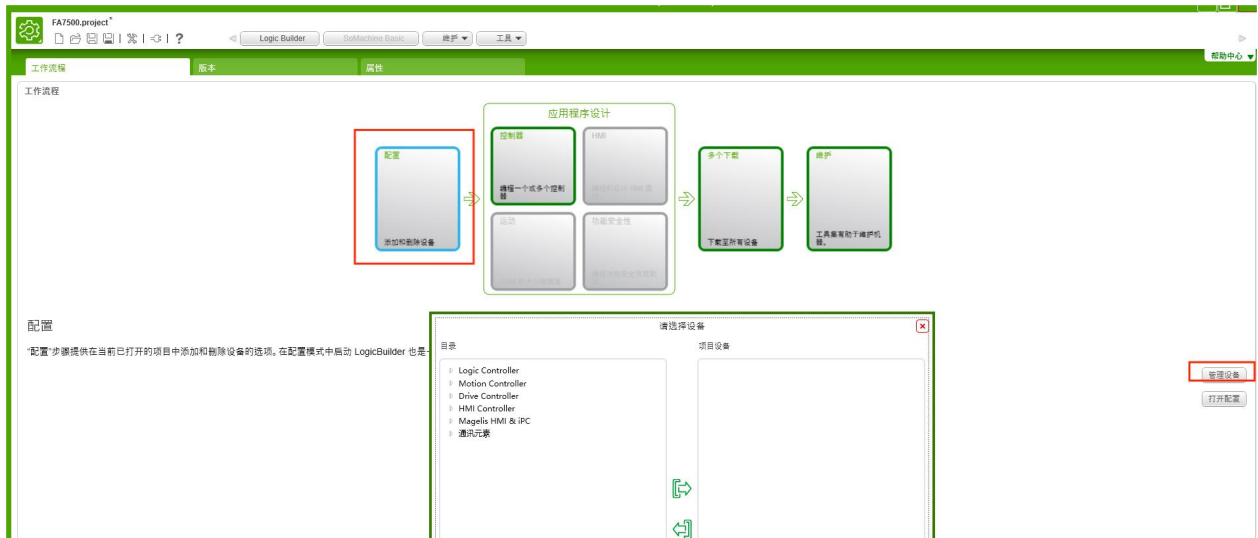 FA7500.project*
?
Logic Builder
SoMachine Basic
维护
工具
帮助中心
工作流程
版本
属性
工作流程
应用程序设计
配置
添加和删除设备
控制器
编程一个或多个控制
器
HMI
运动
功能安全性
多个下载
下载至所有设备
维护
工具集有助于维护机
器。
配置
"配置"步骤提供在当前已打开的项目中添加和删除设备的选项。在配置模式中启动 LogicBuilder 也是
请选择设备
目录
项目设备
Logic Controller
Motion Controller
Drive Controller
HMI Controller
Magelis HMI & iPC
通讯元素
管理设备
打开配置